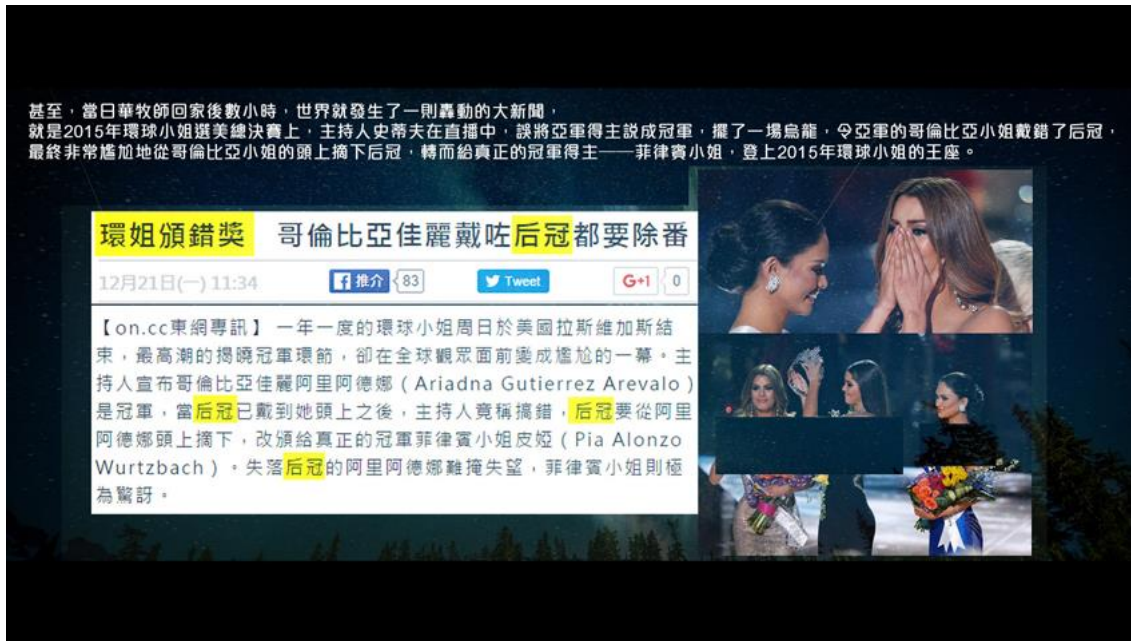 甚至，當日華牧師回家後數小時，世界就發生了一則轟動的大新聞，
就是2015年環球小姐選美總決賽上，主持人史蒂夫在直播中，誤將亞軍得主説成冠軍，擺了一場烏龍，令亞軍的哥倫比亞小姐戴錯了后冠，
最終非常尷尬地從哥倫比亞小姐的頭上摘下后冠，轉而給真正的冠軍得主──菲律賓小姐，登上2015年環球小姐的王座。
環姐頒錯獎　哥倫比亞佳麗戴咗后冠都要除番
12月21日(一) 11:34 推介 83 Tweet G+1 0
【on.cc東網專訊】 一年一度的環球小姐周日於美國拉斯維加斯結
束，最高潮的揭曉冠軍環節，卻在全球觀眾面前變成尷尬的一幕。主
持人宣布哥倫比亞佳麗阿里阿德娜（Ariadna Gutierrez Arevalo）
是冠軍，當后冠已戴到她頭上之後，主持人竟稱搞錯，后冠要從阿里
阿德娜頭上摘下，改頒給真正的冠軍菲律賓小姐皮婭（Pia Alonzo
Wurtzbach）。失落后冠的阿里阿德娜難掩失望，菲律賓小姐則極
為驚訝。